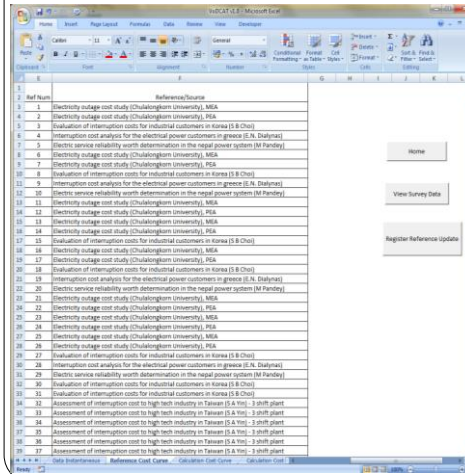 VoDCAT v1.0 - Microsoft Excel
Home Insert Page Layout Formulas Data Review View Developer
Calibri 11 General
Paste Conditional Formatting Format as Table Cell Styles Insert Delete Format Sort & Filter Find & Select
Clipboard Font Alignment Number Styles Cells Editing
E F G H I J K L
Ref Num Reference/Source
1 Electricity outage cost study (Chulalongkorn University), MEA
2 Electricity outage cost study (Chulalongkorn University), PEA
3 Evaluation of interruption costs for industrial customers in Korea (S B Choi)
4 Interruption cost analysis for the electrical power customers in greece (E.N. Dialynas)
5 Electric service reliability worth determination in the nepal power system (M Pandey)
6 Electricity outage cost study (Chulalongkorn University), MEA
7 Electricity outage cost study (Chulalongkorn University), PEA
8 Evaluation of interruption costs for industrial customers in Korea (S B Choi)
9 Interruption cost analysis for the electrical power customers in greece (E.N. Dialynas)
10 Electric service reliability worth determination in the nepal power system (M Pandey)
11 Electricity outage cost study (Chulalongkorn University), MEA
12 Electricity outage cost study (Chulalongkorn University), PEA
13 Electricity outage cost study (Chulalongkorn University), MEA
14 Electricity outage cost study (Chulalongkorn University), PEA
15 Evaluation of interruption costs for industrial customers in Korea (S B Choi)
16 Electricity outage cost study (Chulalongkorn University), MEA
17 Electricity outage cost study (Chulalongkorn University), PEA
18 Evaluation of interruption costs for industrial customers in Korea (S B Choi)
19 Interruption cost analysis for the electrical power customers in greece (E.N. Dialynas)
20 Electric service reliability worth determination in the nepal power system (M Pandey)
21 Electricity outage cost study (Chulalongkorn University), MEA
22 Electricity outage cost study (Chulalongkorn University), PEA
23 Electricity outage cost study (Chulalongkorn University), MEA
24 Electricity outage cost study (Chulalongkorn University), PEA
25 Electricity outage cost study (Chulalongkorn University), MEA
26 Electricity outage cost study (Chulalongkorn University), PEA
27 Evaluation of interruption costs for industrial customers in Korea (S B Choi)
28 Interruption cost analysis for the electrical power customers in greece (E.N. Dialynas)
29 Electric service reliability worth determination in the nepal power system (M Pandey)
30 Evaluation of interruption costs for industrial customers in Korea (S B Choi)
31 Evaluation of interruption costs for industrial customers in Korea (S B Choi)
32 Assessment of interruption cost to high tech industry in Taiwan (S A Yin) - 3 shift plant
33 Assessment of interruption cost to high tech industry in Taiwan (S A Yin) - 3 shift plant
34 Assessment of interruption cost to high tech industry in Taiwan (S A Yin) - 3 shift plant
35 Assessment of interruption cost to high tech industry in Taiwan (S A Yin) - 3 shift plant
36 Assessment of interruption cost to high tech industry in Taiwan (S A Yin) - 3 shift plant
37 Assessment of interruption cost to high tech industry in Taiwan (S A Yin) - 3 shift plant
Home
View Survey Data
Register Reference Update
Data Instantaneous Reference Cost Curve Calculation Cost Curve Calculation Cost
Ready 100%